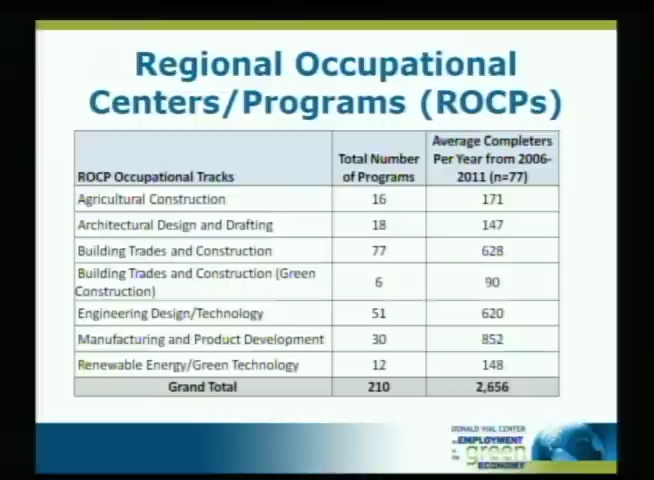 Regional Occupational
Centers/Programs (ROCPs)
ROCP Occupational Tracks
Total Number
of Programs
Average Completers
Per Year from 2006-
2011 (n=77)
Agricultural Construction 16 171
Architectural Design and Drafting 18 147
Building Trades and Construction 77 628
Building Trades and Construction (Green
Construction) 6 90
Engineering Design/Technology 51 620
Manufacturing and Product Development 30 852
Renewable Energy/Green Technology 12 148
Grand Total 210 2,656
DONALD VIAL CENTER
EMPLOYMENT
green
ECONOMY